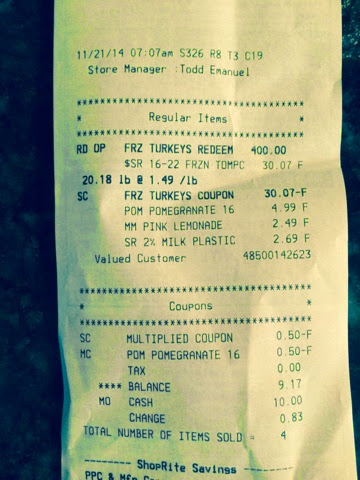 11/21/14 07:07am S326 R8 T3 C19
Store Manager :Todd Emanuel
****************************************
* Regular Items *
****************************************
RD OP FRZ TURKEYS REDEEM 400.00
$SR 16-22 FRZN TOMPC 30.07 F
20.18 lb @ 1.49 /lb
SC FRZ TURKEYS COUPON 30.07-F
POM POMEGRANATE 16 4.99 F
MM PINK LEMONADE 2.49 F
SR 2% MILK PLASTIC 2.69 F
Valued Customer 48500142623
****************************************
* Coupons *
****************************************
SC MULTIPLIED COUPON 0.50-F
MC POM POMEGRANATE 16 0.50-F
TAX 0.00
**** BALANCE 9.17
MO CASH 10.00
CHANGE 0.83
TOTAL NUMBER OF ITEMS SOLD = 4
-------- ShopRite Savings --------
PPC & Mfg